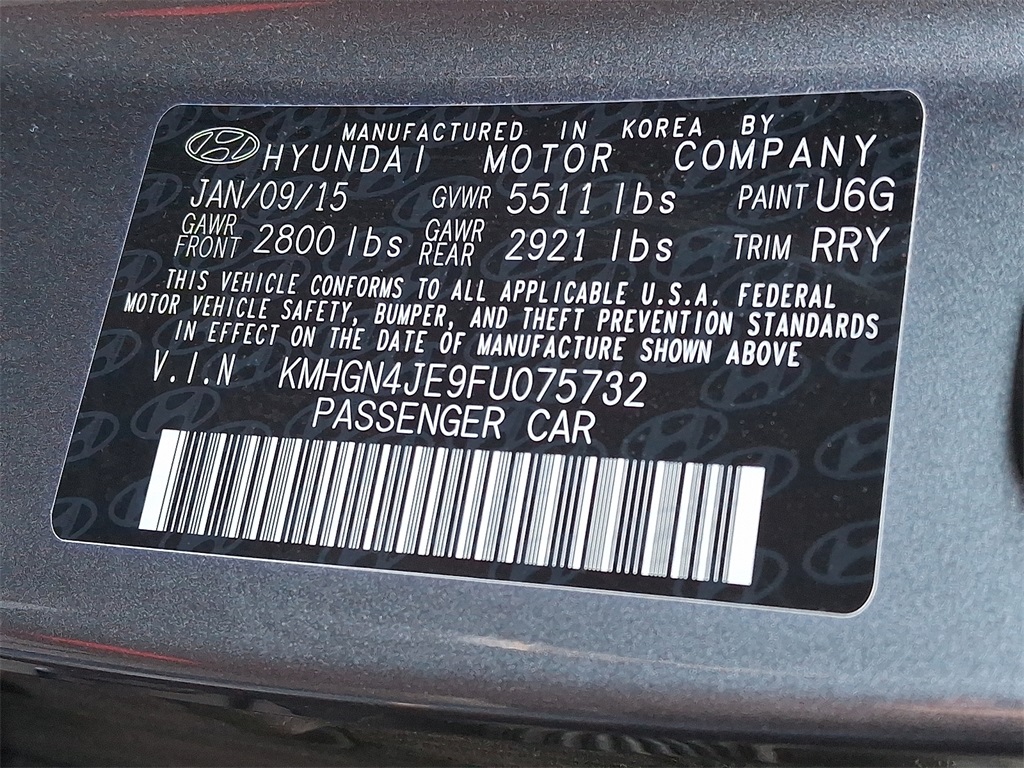 MANUFACTURED IN KOREA BY
HYUNDAI MOTOR COMPANY
JAN/09/15 GVWR 5511 lbs PAINT U6G
GAWR FRONT 2800 lbs GAWR REAR 2921 lbs TRIM RRY
THIS VEHICLE CONFORMS TO ALL APPLICABLE U.S.A. FEDERAL
MOTOR VEHICLE SAFETY, BUMPER, AND THEFT PREVENTION STANDARDS
IN EFFECT ON THE DATE OF MANUFACTURE SHOWN ABOVE
V.I.N KMHGN4JE9FU075732
PASSENGER CAR